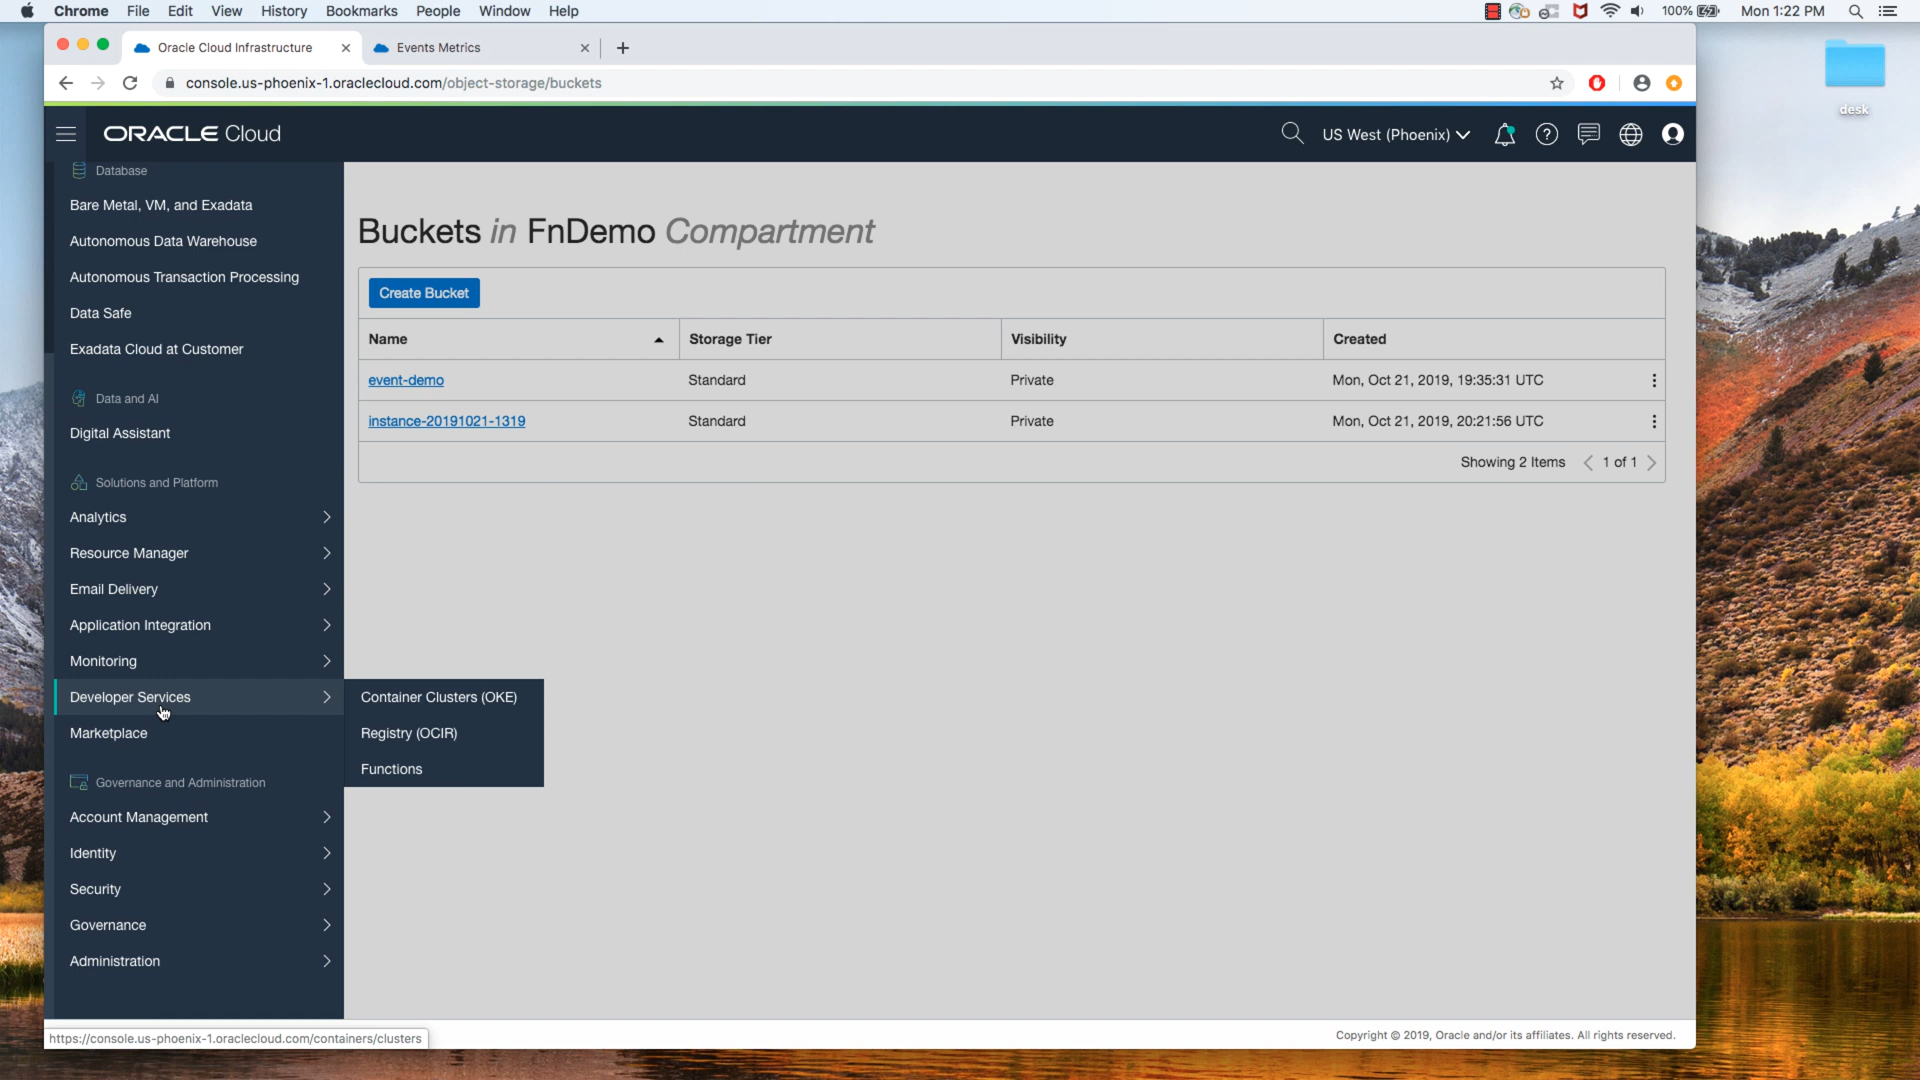 Chrome File Edit View History Bookmarks People Window Help 100% Mon 1:22 PM
Oracle Cloud Infrastructure Events Metrics
console.us-phoenix-1.oraclecloud.com/object-storage/buckets
desk
ORACLE Cloud US West (Phoenix)
Database
Bare Metal, VM, and Exadata
Autonomous Data Warehouse
Autonomous Transaction Processing
Data Safe
Exadata Cloud at Customer
Data and AI
Digital Assistant
Solutions and Platform
Analytics
Resource Manager
Email Delivery
Application Integration
Monitoring
Developer Services
Marketplace
Governance and Administration
Account Management
Identity
Security
Governance
Administration
Container Clusters (OKE)
Registry (OCIR)
Functions
Buckets in FnDemo Compartment
Create Bucket
Name Storage Tier Visibility Created
event-demo Standard Private Mon, Oct 21, 2019, 19:35:31 UTC
instance-20191021-1319 Standard Private Mon, Oct 21, 2019, 20:21:56 UTC
Showing 2 Items 1 of 1
https://console.us-phoenix-1.oraclecloud.com/containers/clusters
Copyright © 2019, Oracle and/or its affiliates. All rights reserved.